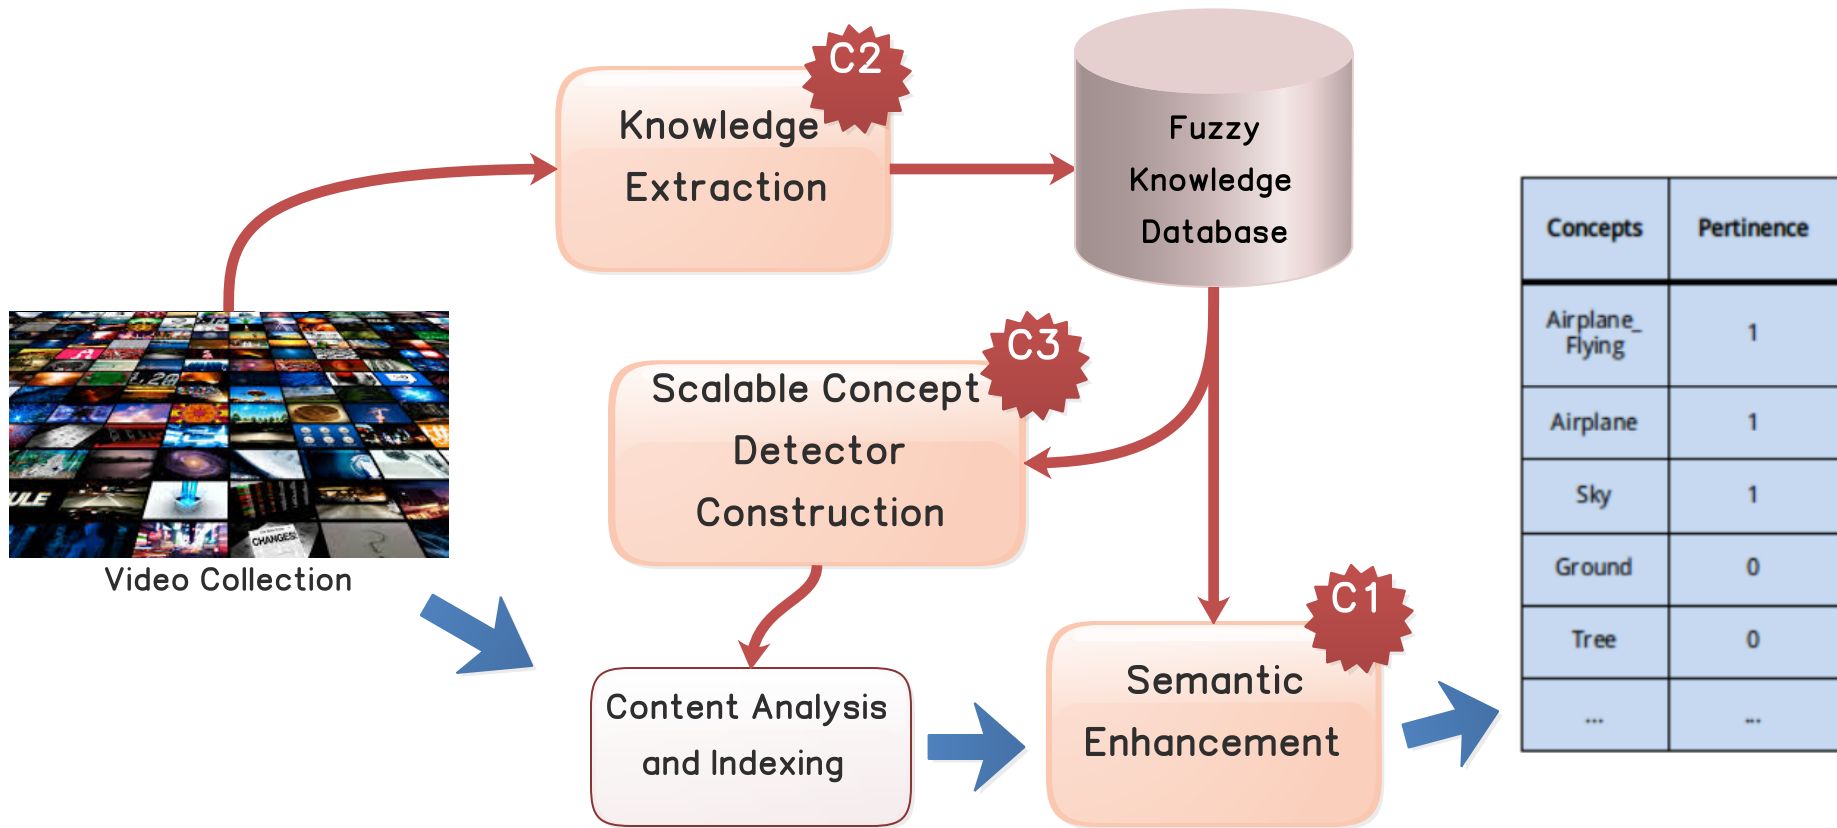 C2
Knowledge
Extraction
Fuzzy
Knowledge
Database
C3
Scalable Concept
Detector
Construction
CHANGES!
Video Collection
C1
Content Analysis
and Indexing
Semantic
Enhancement
Concepts Pertinence
Airplane_
Flying 1
Airplane 1
Sky 1
Ground 0
Tree 0
... ...